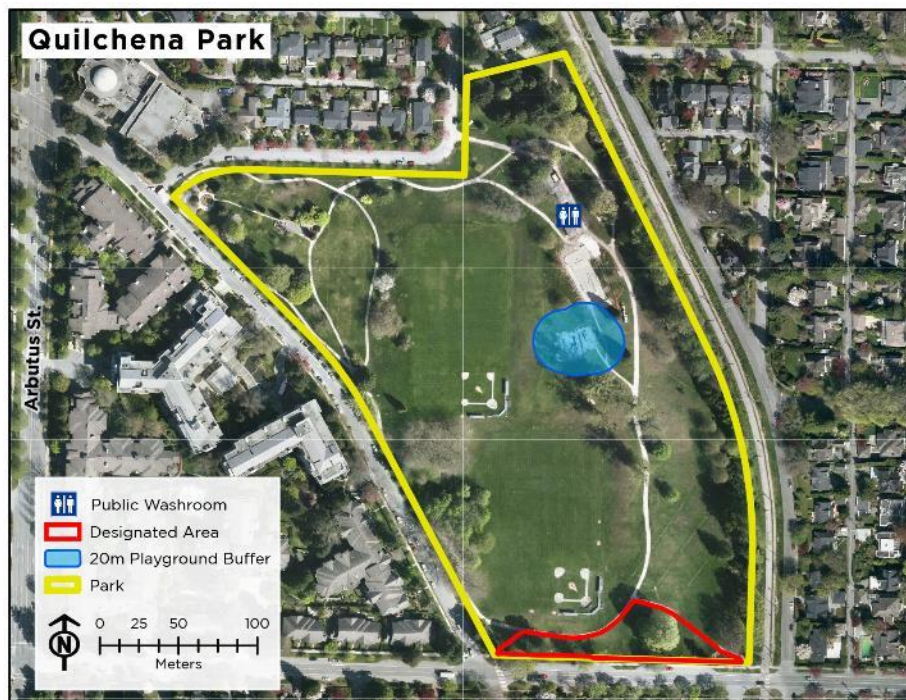 Quilchena Park
Arbutus St.
Public Washroom
Designated Area
20m Playground Buffer
Park
N
0 25 50 100
Meters